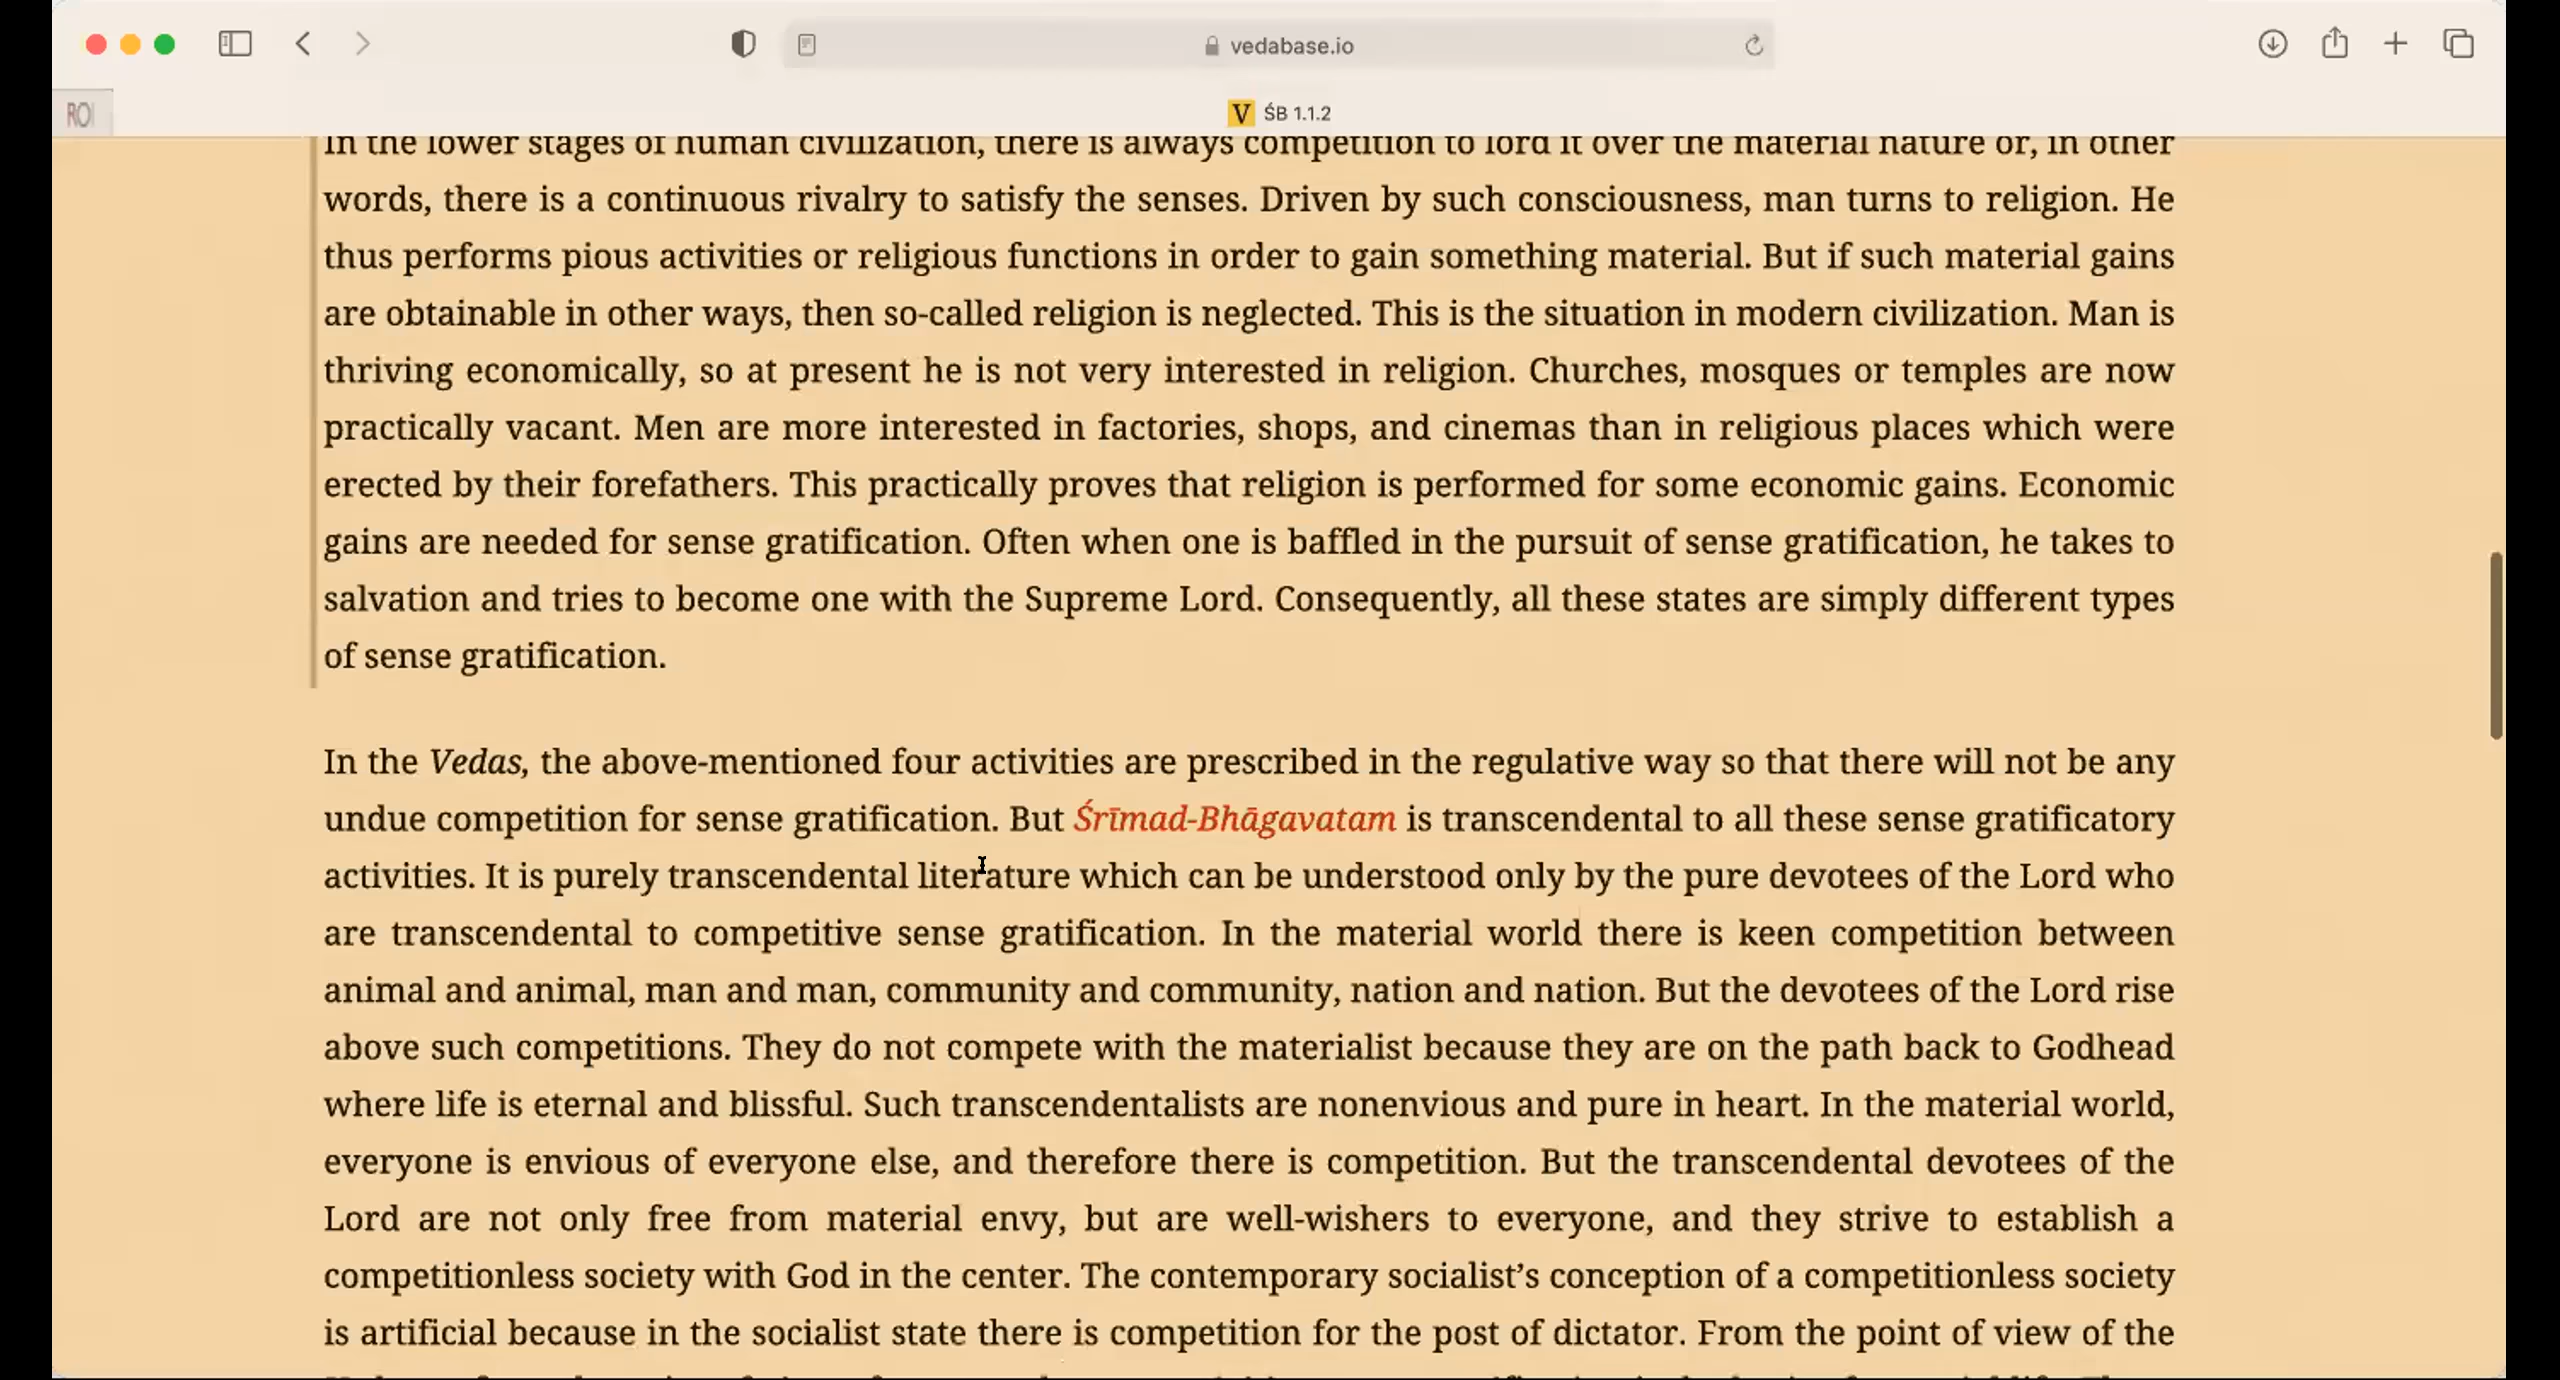 vedabase.io
ROI
V ŚB 1.1.2
In the lower stages of human civilization, there is always competition to lord it over the material nature or, in other
words, there is a continuous rivalry to satisfy the senses. Driven by such consciousness, man turns to religion. He
thus performs pious activities or religious functions in order to gain something material. But if such material gains
are obtainable in other ways, then so-called religion is neglected. This is the situation in modern civilization. Man is
thriving economically, so at present he is not very interested in religion. Churches, mosques or temples are now
practically vacant. Men are more interested in factories, shops, and cinemas than in religious places which were
erected by their forefathers. This practically proves that religion is performed for some economic gains. Economic
gains are needed for sense gratification. Often when one is baffled in the pursuit of sense gratification, he takes to
salvation and tries to become one with the Supreme Lord. Consequently, all these states are simply different types
of sense gratification.
In the Vedas, the above-mentioned four activities are prescribed in the regulative way so that there will not be any
undue competition for sense gratification. But Śrīmad-Bhāgavatam is transcendental to all these sense gratificatory
activities. It is purely transcendental literature which can be understood only by the pure devotees of the Lord who
are transcendental to competitive sense gratification. In the material world there is keen competition between
animal and animal, man and man, community and community, nation and nation. But the devotees of the Lord rise
above such competitions. They do not compete with the materialist because they are on the path back to Godhead
where life is eternal and blissful. Such transcendentalists are nonenvious and pure in heart. In the material world,
everyone is envious of everyone else, and therefore there is competition. But the transcendental devotees of the
Lord are not only free from material envy, but are well-wishers to everyone, and they strive to establish a
competitionless society with God in the center. The contemporary socialist’s conception of a competitionless society
is artificial because in the socialist state there is competition for the post of dictator. From the point of view of the